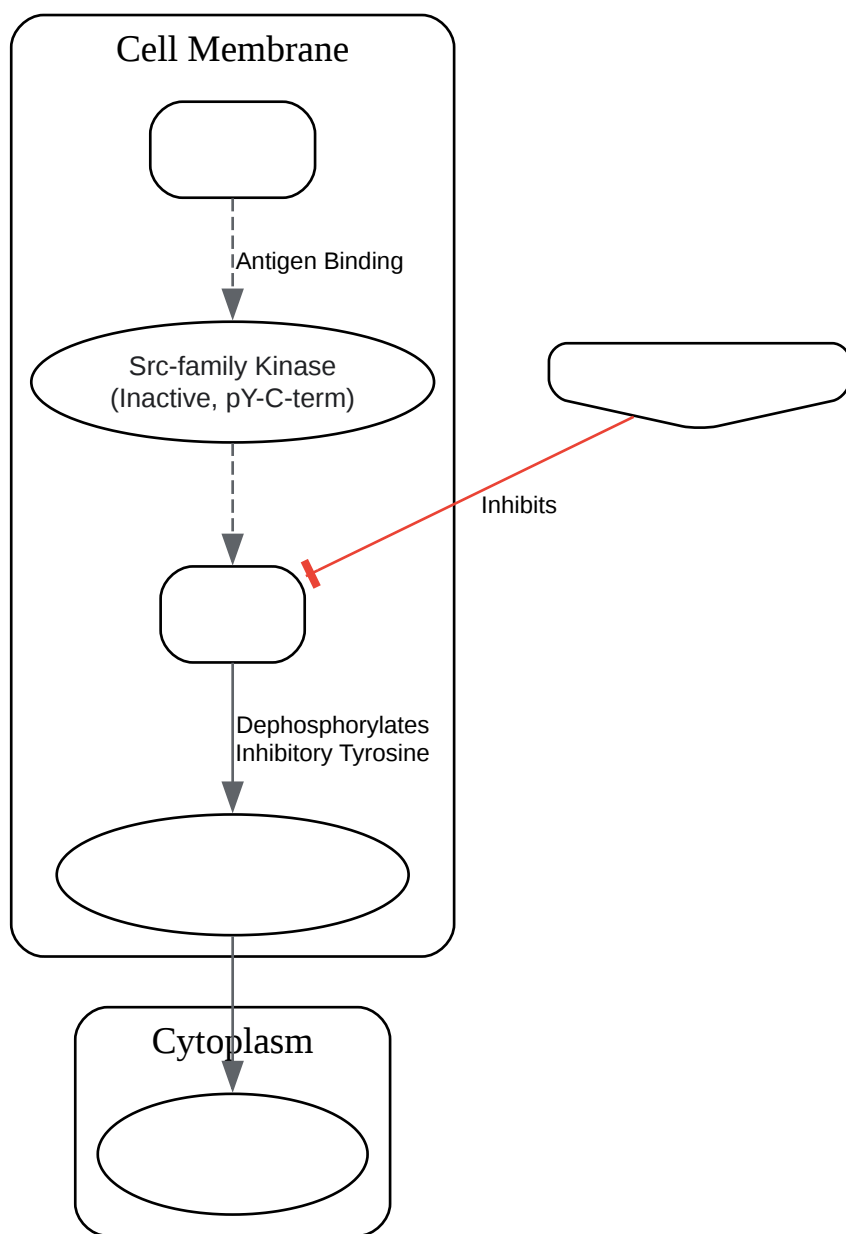 Cell Membrane
Antigen Binding
Src-family Kinase
(Inactive, pY-C-term)
Inhibits
Dephosphorylates
Inhibitory Tyrosine
Cytoplasm